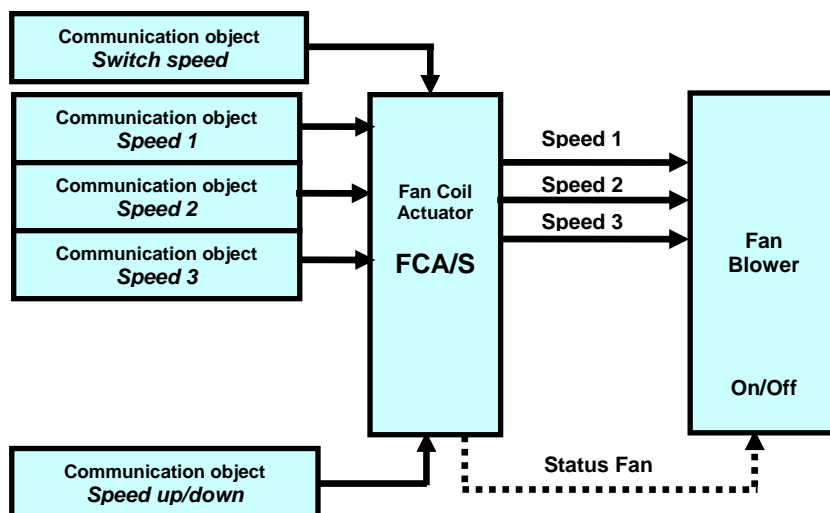 Communication object
Switch speed
Communication object
Speed 1
Communication object
Speed 2
Communication object
Speed 3
Fan Coil
Actuator
FCA/S
Speed 1
Speed 2
Speed 3
Fan
Blower
On/Off
Status Fan
Communication object
Speed up/down